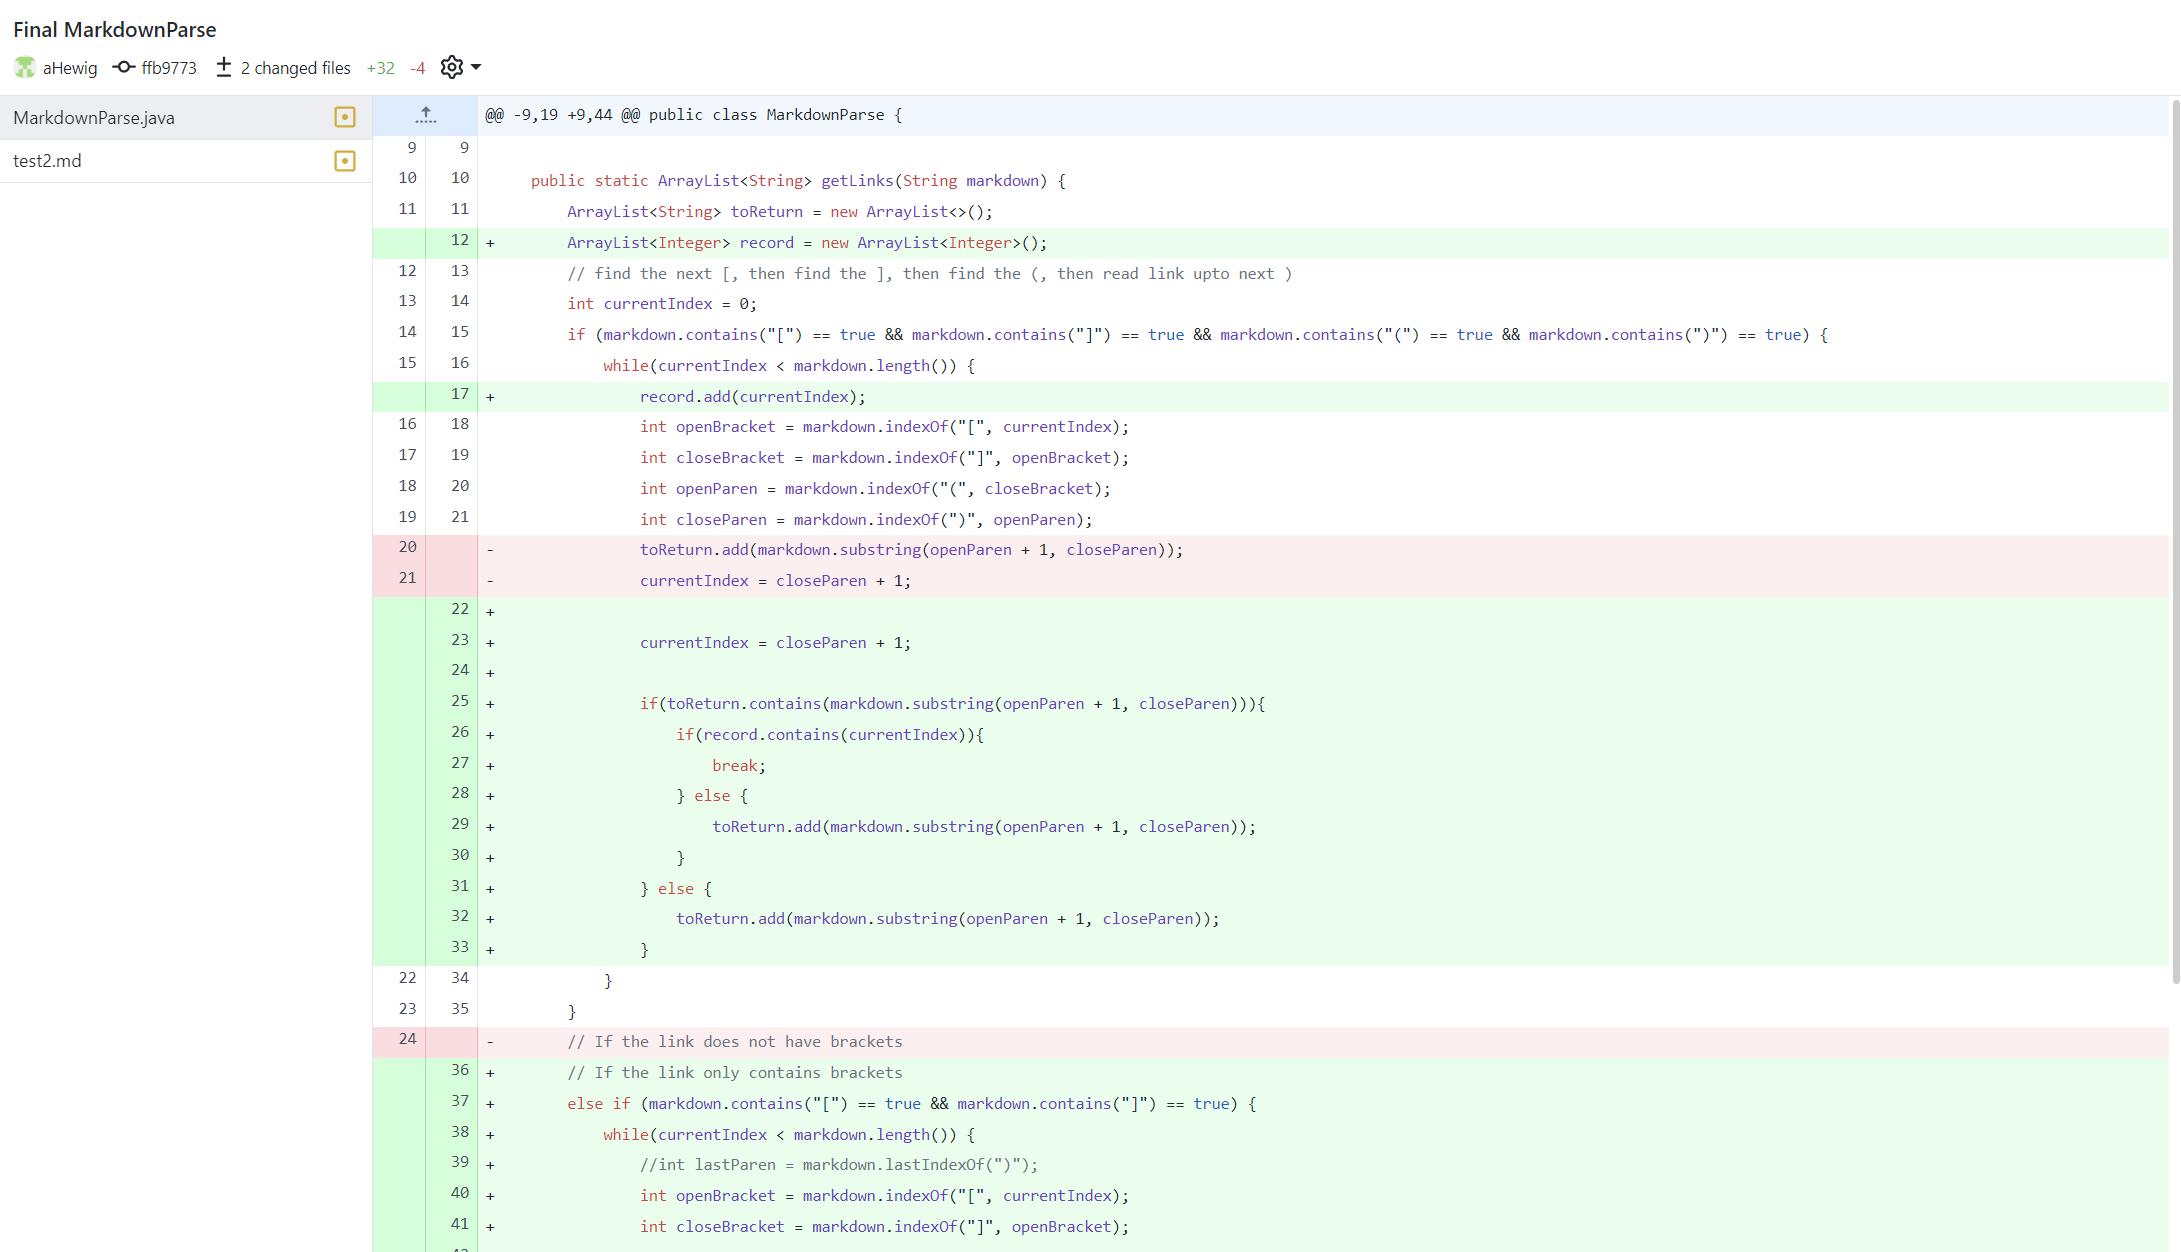 Final MarkdownParse
aHewig ffb9773 2 changed files +32 -4
MarkdownParse.java
test2.md
@@ -9,19 +9,44 @@ public class MarkdownParse {
9 9
10 10 public static ArrayList<String> getLinks(String markdown) {
11 11 ArrayList<String> toReturn = new ArrayList<>();
12 + ArrayList<Integer> record = new ArrayList<Integer>();
12 13 // find the next [, then find the ], then find the (, then read link upto next )
13 14 int currentIndex = 0;
14 15 if (markdown.contains("[") == true && markdown.contains("]") == true && markdown.contains("(") == true && markdown.contains(")") == true) {
15 16 while(currentIndex < markdown.length()) {
17 + record.add(currentIndex);
16 18 int openBracket = markdown.indexOf("[", currentIndex);
17 19 int closeBracket = markdown.indexOf("]", openBracket);
18 20 int openParen = markdown.indexOf("(", closeBracket);
19 21 int closeParen = markdown.indexOf(")", openParen);
20 - toReturn.add(markdown.substring(openParen + 1, closeParen));
21 - currentIndex = closeParen + 1;
22 +
23 + currentIndex = closeParen + 1;
24 +
25 + if(toReturn.contains(markdown.substring(openParen + 1, closeParen))){
26 + if(record.contains(currentIndex)){
27 + break;
28 + } else {
29 + toReturn.add(markdown.substring(openParen + 1, closeParen));
30 + }
31 + } else {
32 + toReturn.add(markdown.substring(openParen + 1, closeParen));
33 + }
22 34 }
23 35 }
24 - // If the link does not have brackets
36 + // If the link only contains brackets
37 + else if (markdown.contains("[") == true && markdown.contains("]") == true) {
38 + while(currentIndex < markdown.length()) {
39 + //int lastParen = markdown.lastIndexOf(")");
40 + int openBracket = markdown.indexOf("[", currentIndex);
41 + int closeBracket = markdown.indexOf("]", openBracket);